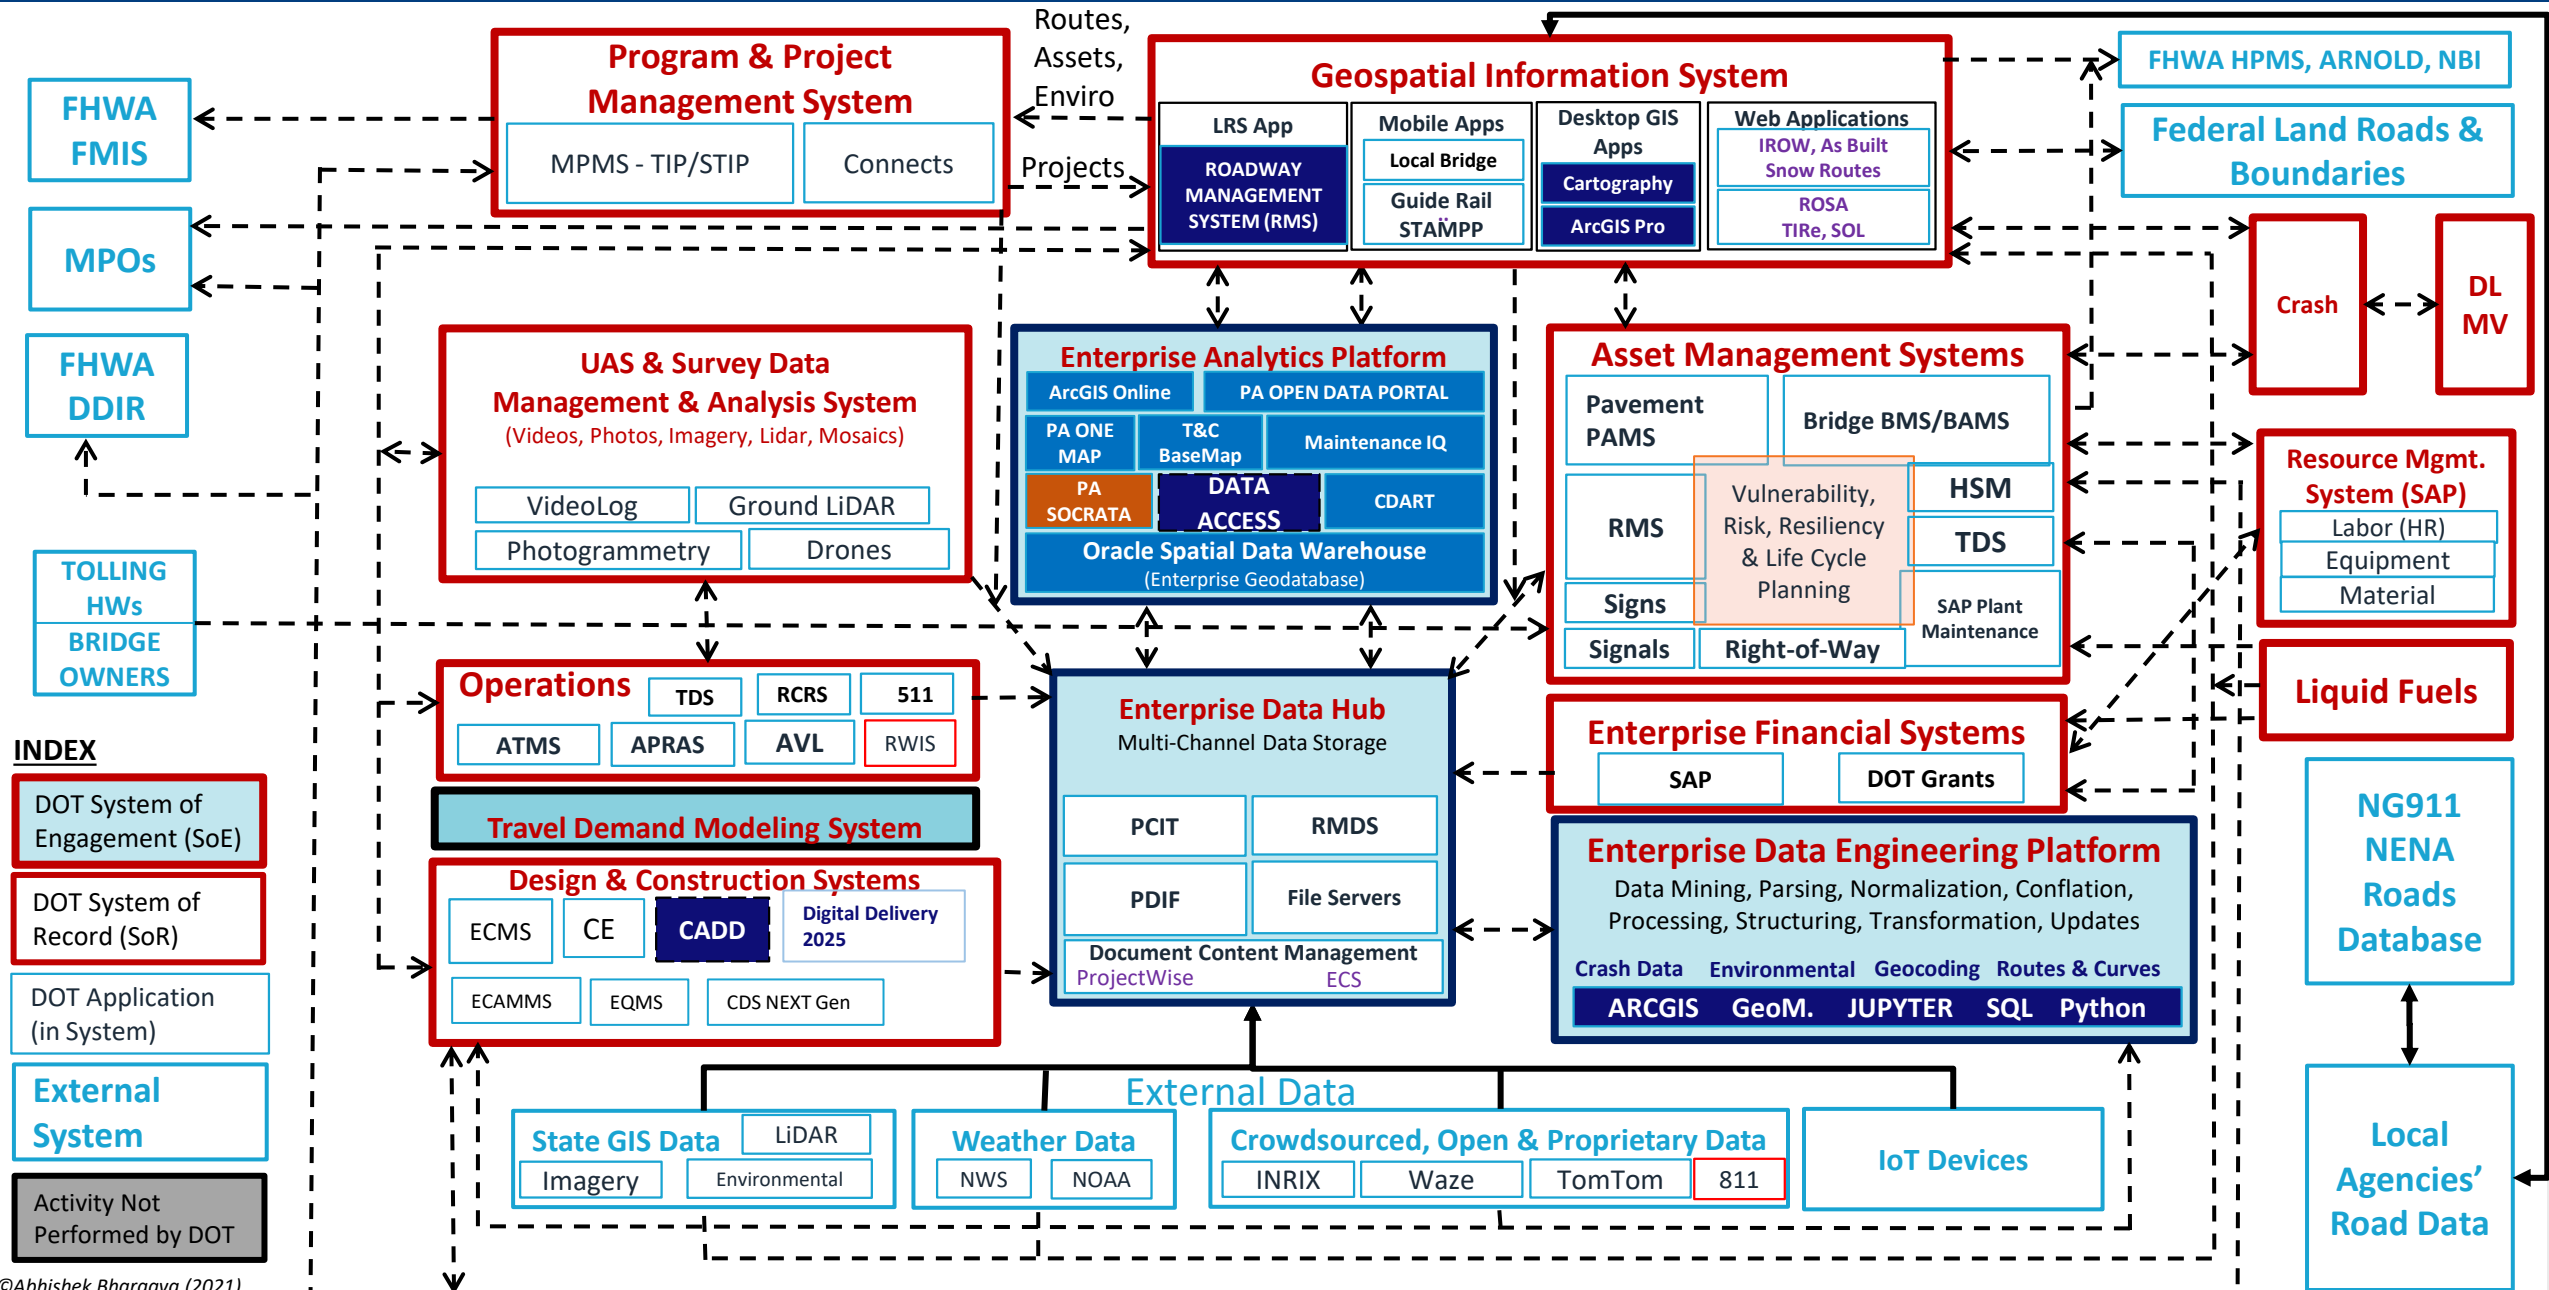 Routes,
Assets,
Enviro
Projects
Program & Project
Management System
MPMS - TIP/STIP
Connects
Geospatial Information System
LRS App
ROADWAY
MANAGEMENT
SYSTEM (RMS)
Mobile Apps
Local Bridge
Guide Rail
STAMPP
Desktop GIS
Apps
Cartography
ArcGIS Pro
Web Applications
IROW, As Built
Snow Routes
ROSA
TIRe, SOL
FHWA HPMS, ARNOLD, NBI
Federal Land Roads &
Boundaries
FHWA
FMIS
MPOs
FHWA
DDIR
TOLLING
HWs
BRIDGE
OWNERS
Crash
DL
MV
UAS & Survey Data
Management & Analysis System
(Videos, Photos, Imagery, Lidar, Mosaics)
VideoLog
Ground LiDAR
Photogrammetry
Drones
Enterprise Analytics Platform
ArcGIS Online
PA OPEN DATA PORTAL
PA ONE
MAP
T&C
BaseMap
Maintenance IQ
PA
SOCRATA
DATA
ACCESS
CDART
Oracle Spatial Data Warehouse
(Enterprise Geodatabase)
Asset Management Systems
Pavement
PAMS
Bridge BMS/BAMS
RMS
Vulnerability,
Risk, Resiliency
& Life Cycle
Planning
HSM
TDS
Signs
SAP Plant
Maintenance
Signals
Right-of-Way
Resource Mgmt.
System (SAP)
Labor (HR)
Equipment
Material
Liquid Fuels
Operations
TDS
RCRS
511
ATMS
APRAS
AVL
RWIS
Travel Demand Modeling System
Design & Construction Systems
ECMS
CE
CADD
Digital Delivery
2025
ECAMMS
EQMS
CDS NEXT Gen
Enterprise Data Hub
Multi-Channel Data Storage
PCIT
RMDS
PDIF
File Servers
Document Content Management
ProjectWise
ECS
Enterprise Financial Systems
SAP
DOT Grants
Enterprise Data Engineering Platform
Data Mining, Parsing, Normalization, Conflation,
Processing, Structuring, Transformation, Updates
Crash Data Environmental Geocoding Routes & Curves
ARCGIS GeoM. JUPYTER SQL Python
NG911
NENA
Roads
Database
Local
Agencies’
Road Data
External Data
State GIS Data
LiDAR
Imagery
Environmental
Weather Data
NWS
NOAA
Crowdsourced, Open & Proprietary Data
INRIX
Waze
TomTom
811
IoT Devices
INDEX
DOT System of
Engagement (SoE)
DOT System of
Record (SoR)
DOT Application
(in System)
External
System
Activity Not
Performed by DOT
©Abhishek Bhargava (2021)